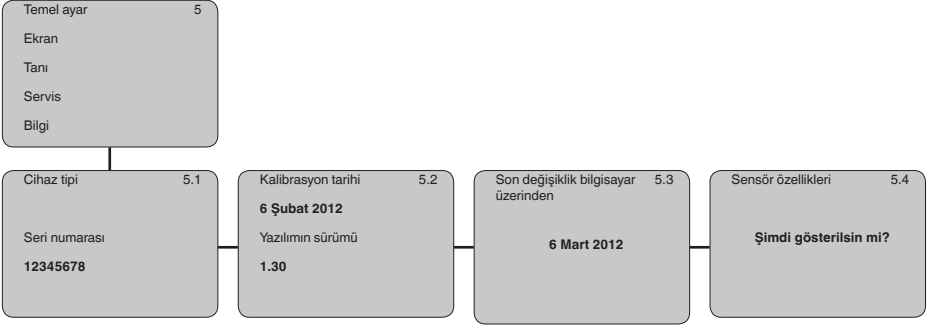 Temel ayar 5
Ekran
Tanı
Servis
Bilgi
Cihaz tipi 5.1
Seri numarası
12345678
Kalibrasyon tarihi 5.2
6 Şubat 2012
Yazılımın sürümü
1.30
Son değişiklik bilgisayar 5.3
üzerinden
6 Mart 2012
Sensör özellikleri 5.4
Şimdi gösterilsin mi?